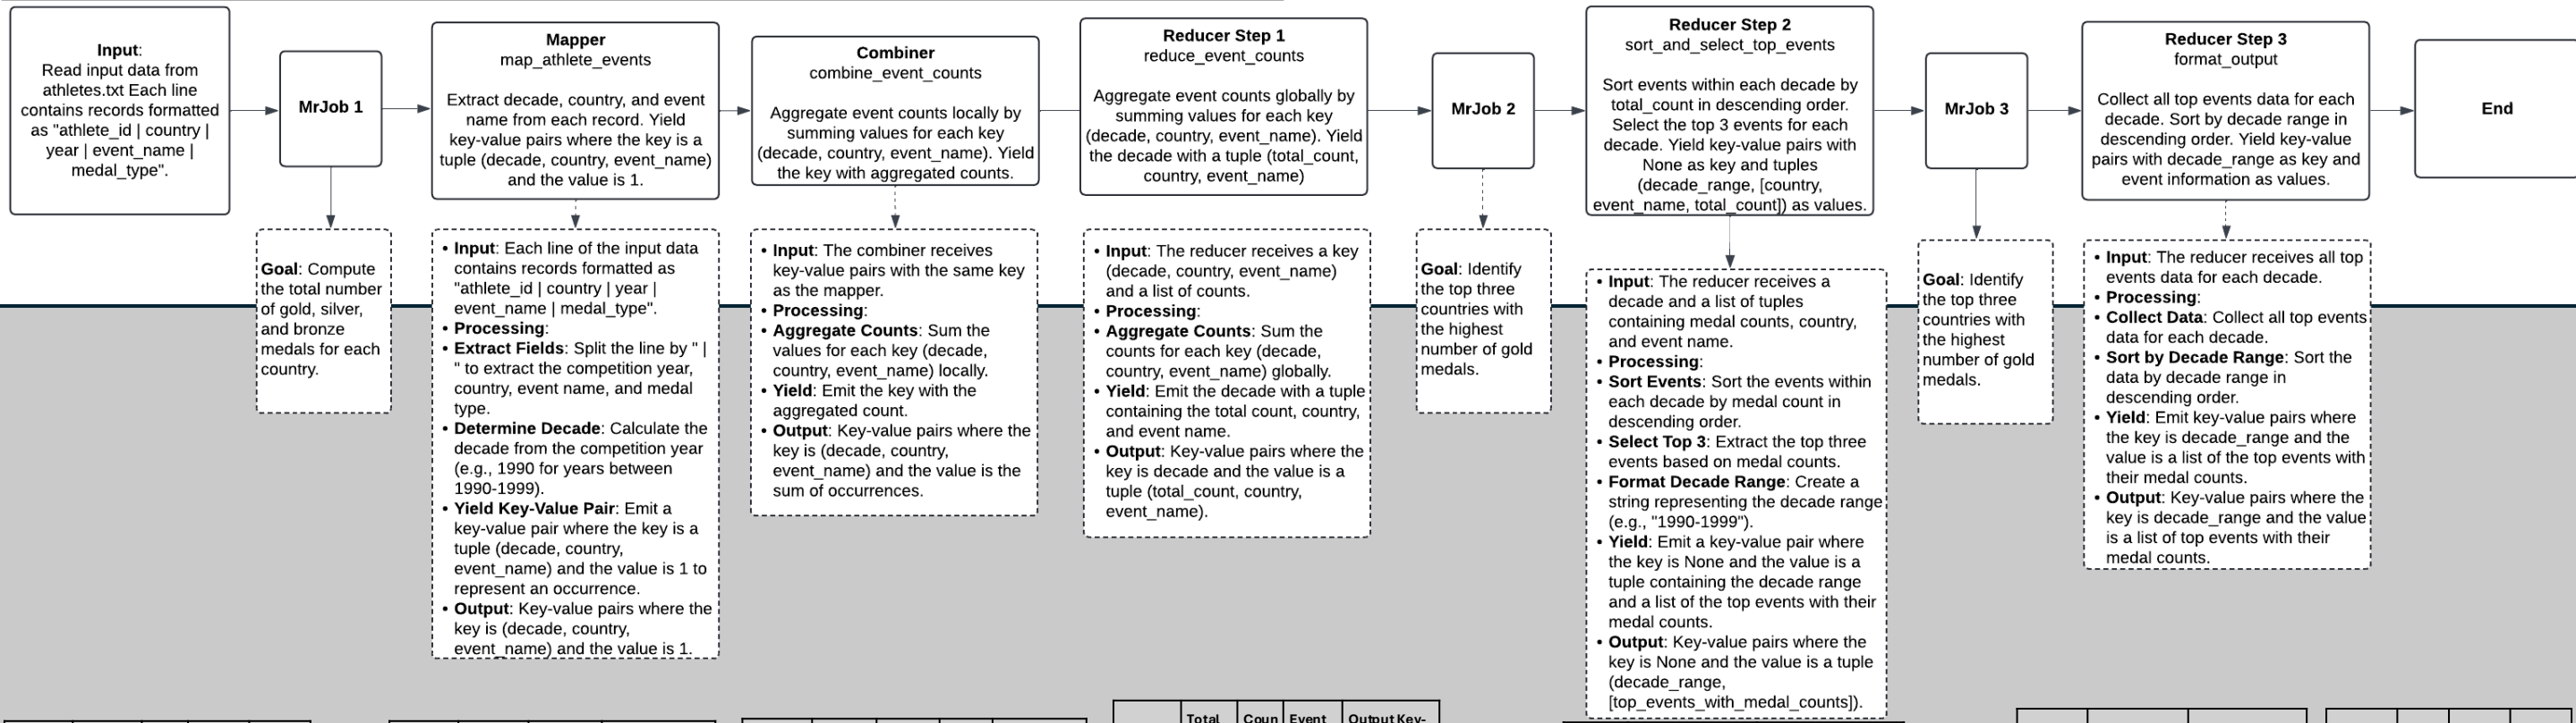 Input:
Read input data from
athletes.txt Each line
contains records formatted
as "athlete_id | country |
year | event_name |
medal_type".
MrJob 1
Goal: Compute
the total number
of gold, silver,
and bronze
medals for each
country.
Mapper
map_athlete_events
Extract decade, country, and event
name from each record. Yield
key-value pairs where the key is a
tuple (decade, country, event_name)
and the value is 1.
• Input: Each line of the input data
contains records formatted as
"athlete_id | country | year |
event_name | medal_type".
• Processing:
• Extract Fields: Split the line by " |
" to extract the competition year,
country, event name, and medal
type.
• Determine Decade: Calculate the
decade from the competition year
(e.g., 1990 for years between
1990-1999).
• Yield Key-Value Pair: Emit a
key-value pair where the key is a
tuple (decade, country,
event_name) and the value is 1 to
represent an occurrence.
• Output: Key-value pairs where the
key is (decade, country,
event_name) and the value is 1.
Combiner
combine_event_counts
Aggregate event counts locally by
summing values for each key
(decade, country, event_name). Yield
the key with aggregated counts.
• Input: The combiner receives
key-value pairs with the same key
as the mapper.
• Processing:
• Aggregate Counts: Sum the
values for each key (decade,
country, event_name) locally.
• Yield: Emit the key with the
aggregated count.
• Output: Key-value pairs where the
key is (decade, country,
event_name) and the value is the
sum of occurrences.
Reducer Step 1
reduce_event_counts
Aggregate event counts globally by
summing values for each key
(decade, country, event_name). Yield
the decade with a tuple (total_count,
country, event_name)
• Input: The reducer receives a key
(decade, country, event_name)
and a list of counts.
• Processing:
• Aggregate Counts: Sum the
counts for each key (decade,
country, event_name) globally.
• Yield: Emit the decade with a tuple
containing the total count, country,
and event name.
• Output: Key-value pairs where the
key is decade and the value is a
tuple (total_count, country,
event_name).
MrJob 2
Goal: Identify
the top three
countries with
the highest
number of gold
medals.
Reducer Step 2
sort_and_select_top_events
Sort events within each decade by
total_count in descending order.
Select the top 3 events for each
decade. Yield key-value pairs with
None as key and tuples
(decade_range, [country,
event_name, total_count]) as values.
• Input: The reducer receives a
decade and a list of tuples
containing medal counts, country,
and event name.
• Processing:
• Sort Events: Sort the events within
each decade by medal count in
descending order.
• Select Top 3: Extract the top three
events based on medal counts.
• Format Decade Range: Create a
string representing the decade range
(e.g., "1990-1999").
• Yield: Emit a key-value pair where
the key is None and the value is a
tuple containing the decade range
and a list of the top events with their
medal counts.
• Output: Key-value pairs where the
key is None and the value is a tuple
(decade_range,
[top_events_with_medal_counts]).
MrJob 3
Goal: Identify
the top three
countries with
the highest
number of gold
medals.
Reducer Step 3
format_output
Collect all top events data for each
decade. Sort by decade range in
descending order. Yield key-value
pairs with decade_range as key and
event information as values.
• Input: The reducer receives all top
events data for each decade.
• Processing:
• Collect Data: Collect all top events
data for each decade.
• Sort by Decade Range: Sort the
data by decade range in
descending order.
• Yield: Emit key-value pairs where
the key is decade_range and the
value is a list of the top events with
their medal counts.
• Output: Key-value pairs where the
key is decade_range and the value
is a list of top events with their
medal counts.
End
Total Coun Event Output Key-